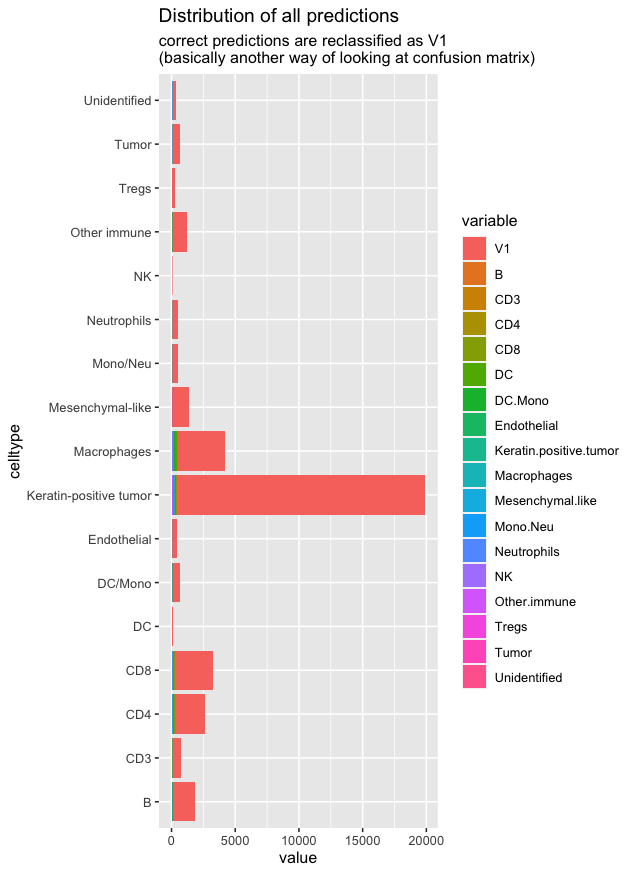 Distribution of all predictions
correct predictions are reclassified as V1
(basically another way of looking at confusion matrix)
celltype
Unidentified
Tumor
Tregs
Other immune
NK
Neutrophils
Mono/Neu
Mesenchymal-like
Macrophages
Keratin-positive tumor
Endothelial
DC/Mono
DC
CD8
CD4
CD3
B
0 5000 10000 15000 20000
value
variable
V1
B
CD3
CD4
CD8
DC
DC.Mono
Endothelial
Keratin.positive.tumor
Macrophages
Mesenchymal.like
Mono.Neu
Neutrophils
NK
Other.immune
Tregs
Tumor
Unidentified